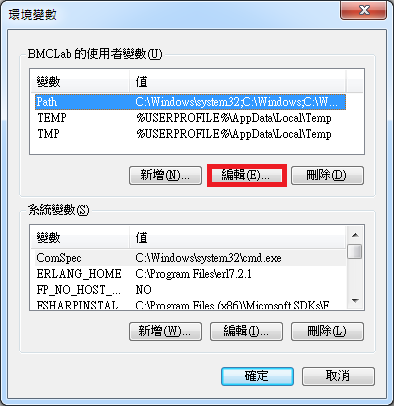 環境變數
BMCLab 的使用者變數(U)
變數 值
Path C:\Windows\system32;C:\Windows;C:\W...
TEMP %USERPROFILE%\AppData\Local\Temp
TMP %USERPROFILE%\AppData\Local\Temp
新增(N)... 編輯(E)... 刪除(D)
系統變數(S)
變數 值
ComSpec C:\Windows\system32\cmd.exe
ERLANG_HOME C:\Program Files\erl7.2.1
FP_NO_HOST_... NO
FSHARPINSTAL... C:\Program Files (x86)\Microsoft SDKs\F...
新增(W)... 編輯(I)... 刪除(L)
確定 取消